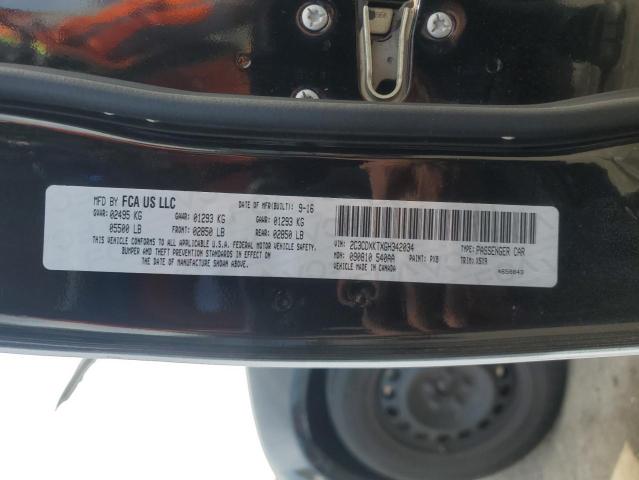 MFD BY FCA US LLC DATE OF MFR(BUILT): 9-16
GVWR: 02495 KG GAWR: 01293 KG GAWR: 01293 KG
05500 LB FRONT: 02850 LB REAR: 02850 LB
THIS VEHICLE CONFORMS TO ALL APPLICABLE U.S. FEDERAL MOTOR VEHICLE SAFETY,
BUMPER AND THEFT PREVENTION STANDARDS IN EFFECT ON
THE DATE OF MANUFACTURE SHOWN ABOVE.
VIN: 2C3CDXKTXGH342034 TYPE: PASSENGER CAR
MDH: 090810 540AA PAINT: PX8 TRIM: X5X9
VEHICLE MADE IN CANADA 4658043